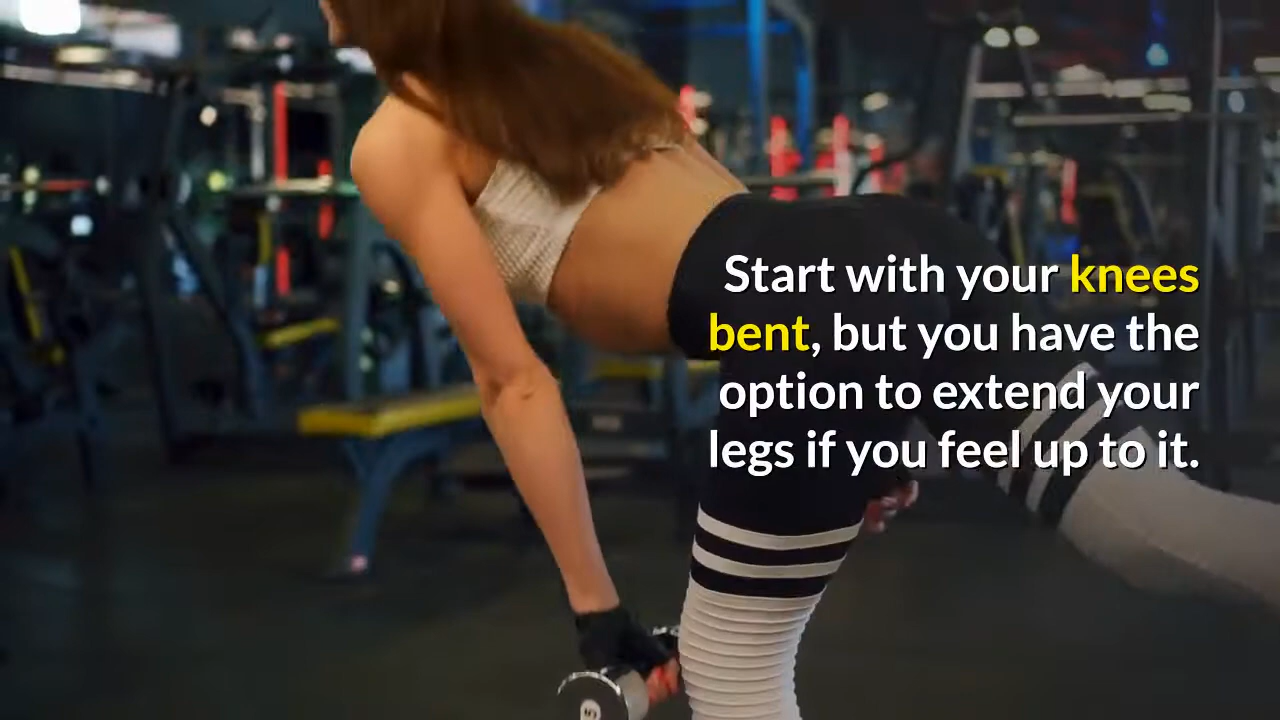 Start with your knees
bent, but you have the
option to extend your
legs if you feel up to it.
5